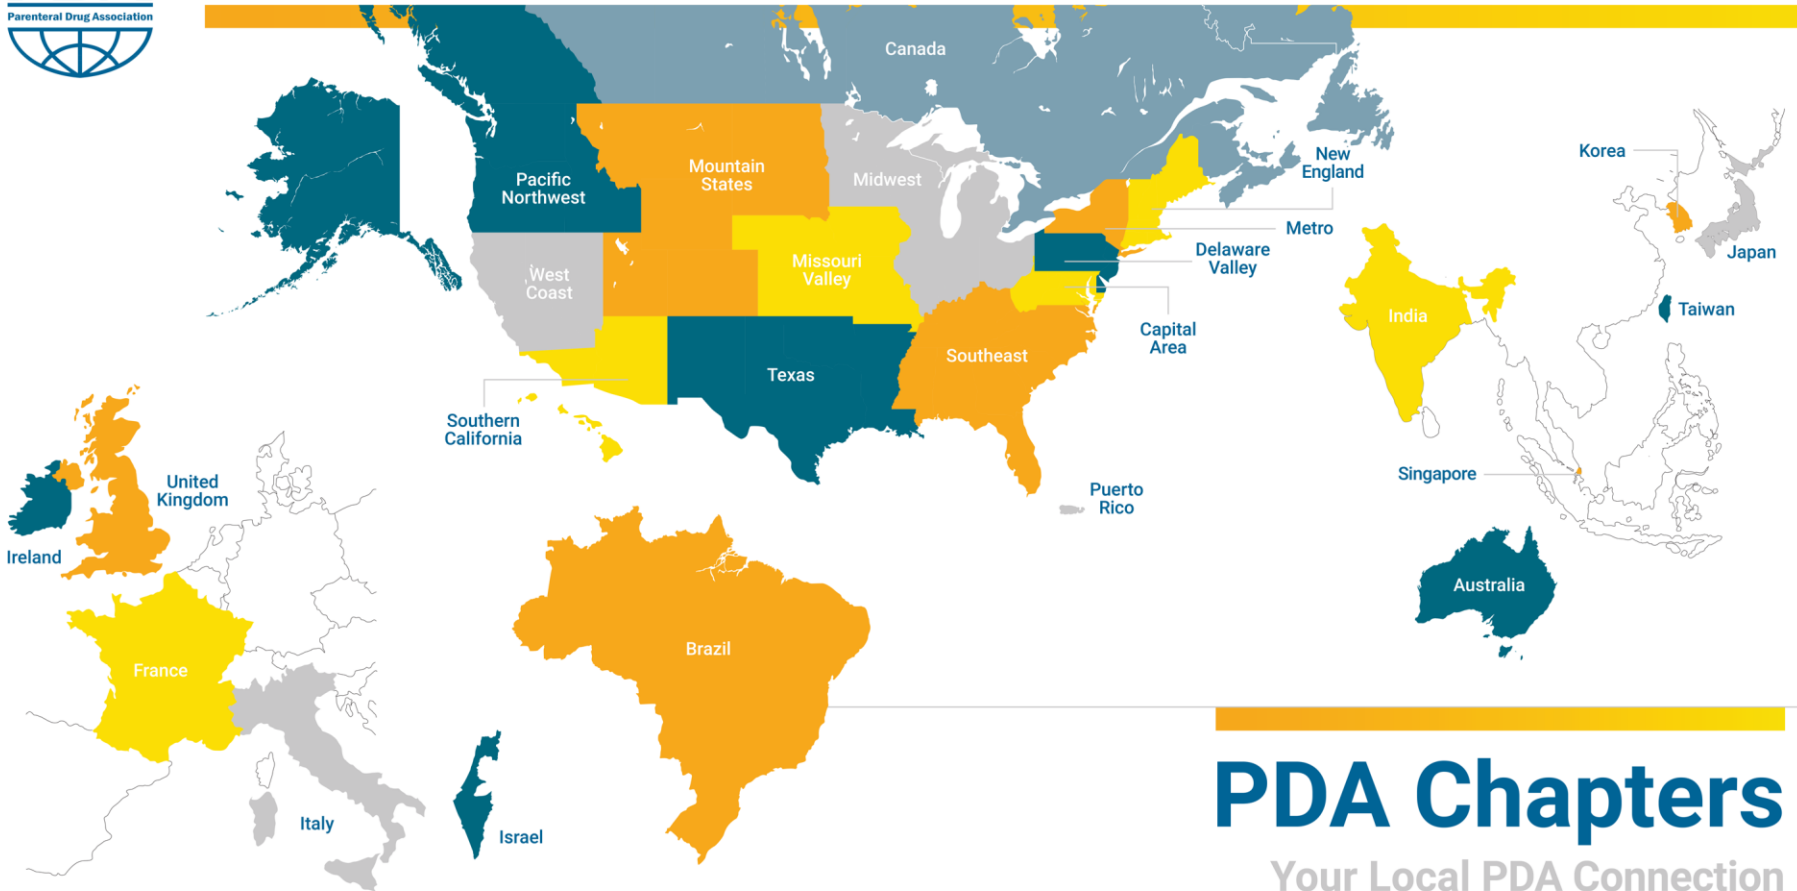 Parenteral Drug Association
Canada
New
England
Korea
Mountain
States
Midwest
Pacific
Northwest
Metro
Delaware
Valley
Japan
West
Coast
Missouri
Valley
Taiwan
India
Capital
Area
Southeast
Texas
Southern
California
Singapore
United
Kingdom
Puerto
Rico
Ireland
Australia
Brazil
France
Italy
Israel
PDA Chapters
Your Local PDA Connection